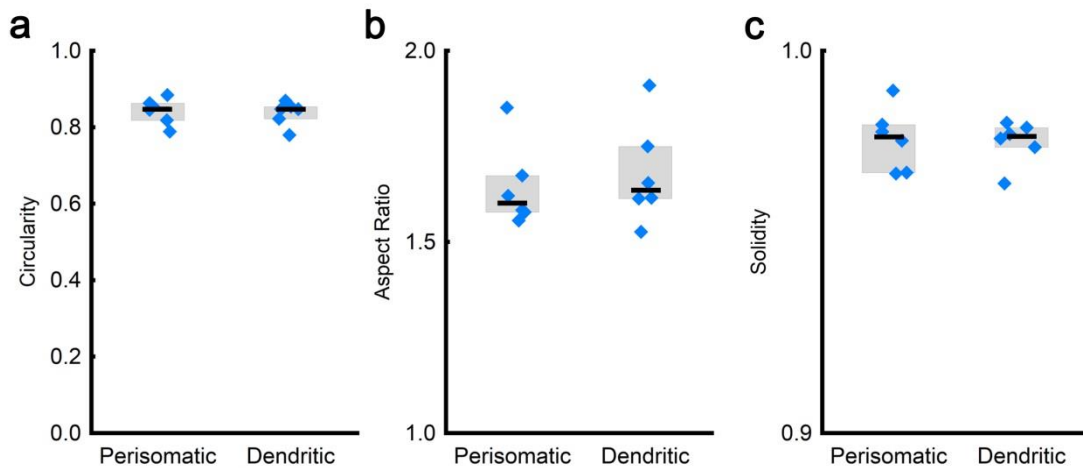 a
1.0
0.8
0.6
0.4
0.2
0.0
Circularity
Perisomatic Dendritic
b
2.0
1.5
1.0
Aspect Ratio
Perisomatic Dendritic
c
1.0
0.9
Solidity
Perisomatic Dendritic